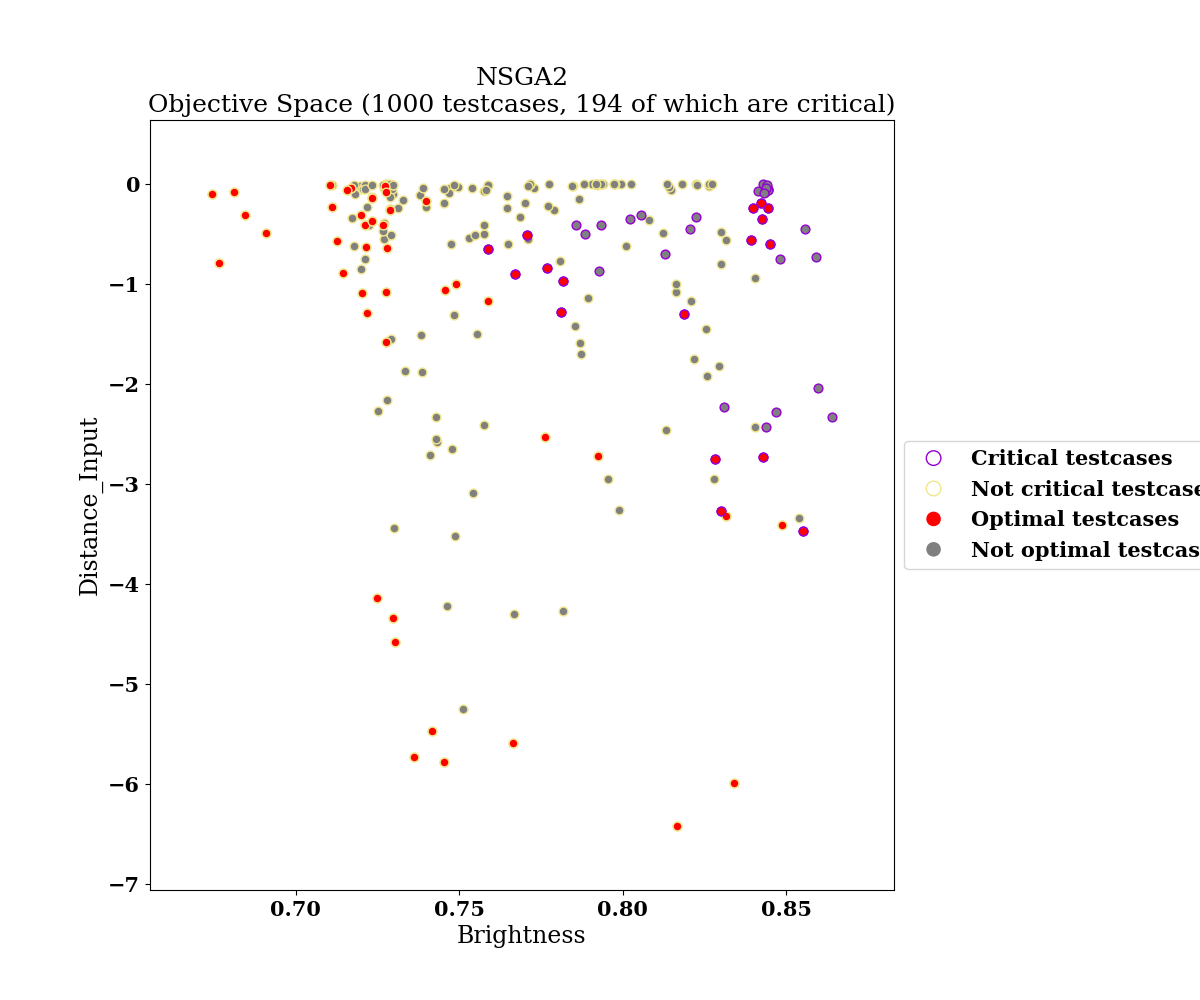 NSGA2
Objective Space (1000 testcases, 194 of which are critical)
0
−1
−2
−3
−4
−5
−6
−7
Distance_Input
0.70 0.75 0.80 0.85
Brightness
Critical testcases
Not critical testcase
Optimal testcases
Not optimal testcas